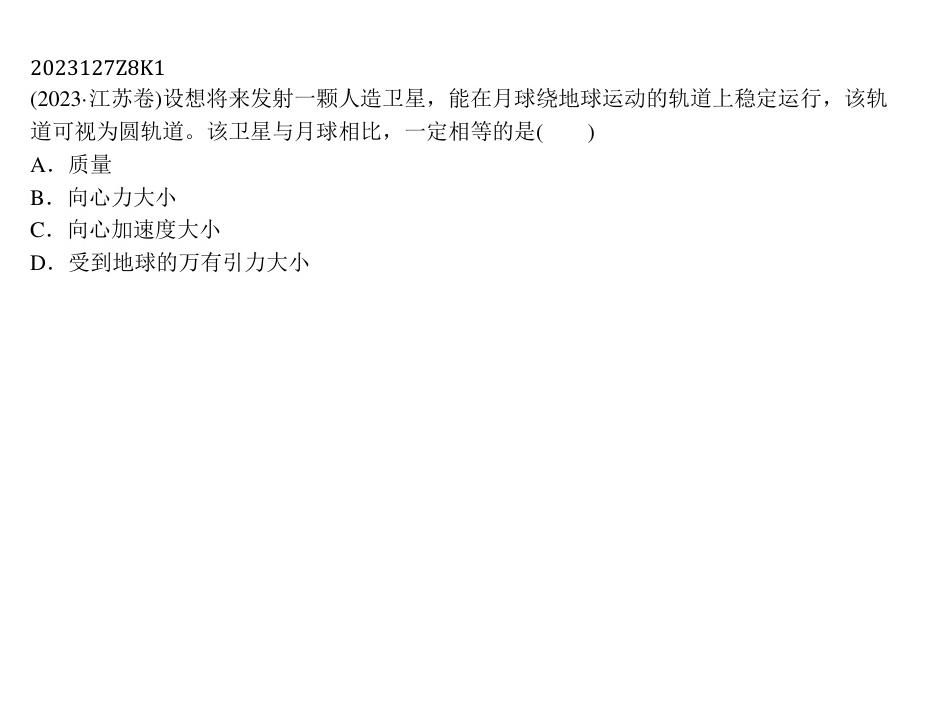 2023127Z8K1
(2023·江苏卷)设想将来发射一颗人造卫星，能在月球绕地球运动的轨道上稳定运行，该轨
道可视为圆轨道。该卫星与月球相比，一定相等的是(　　)
A．质量
B．向心力大小
C．向心加速度大小
D．受到地球的万有引力大小